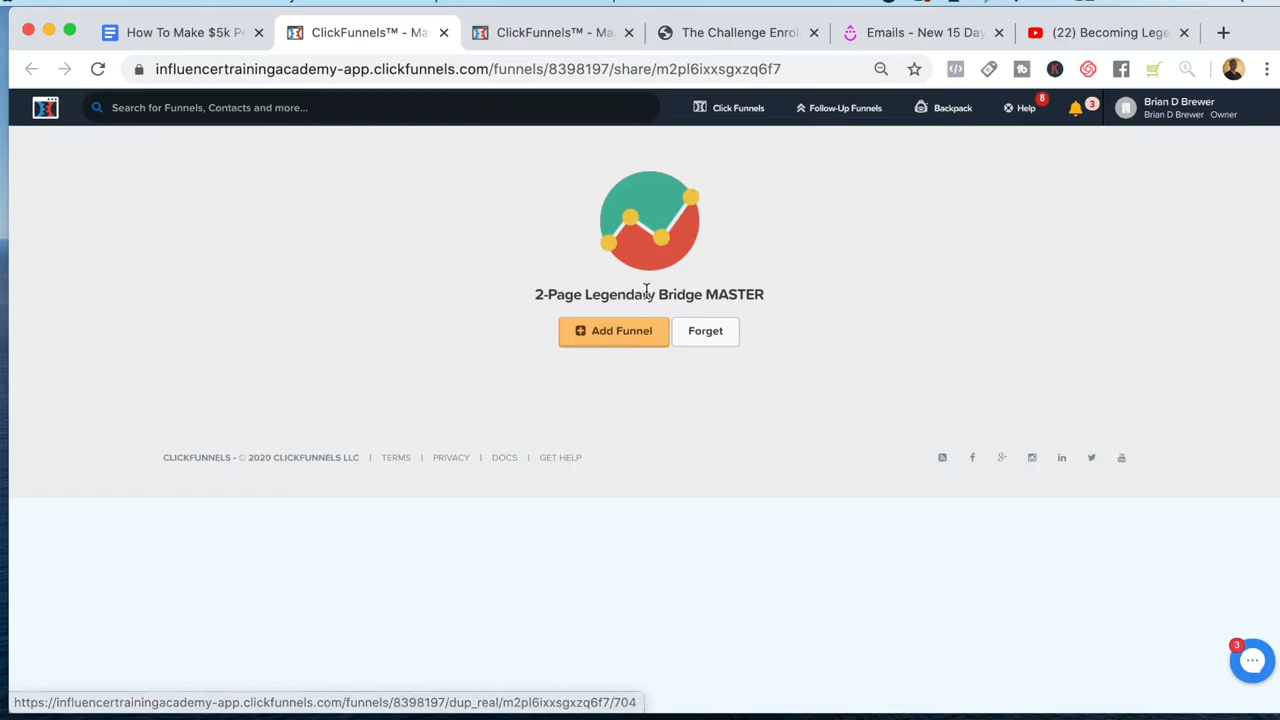 How To Make $5k P
ClickFunnels™ - Ma
ClickFunnels™ - Ma
The Challenge Enrol
Emails - New 15 Day
(22) Becoming Lege
influencertrainingacademy-app.clickfunnels.com/funnels/8398197/share/m2pl6ixxsgxzq6f7
Search for Funnels, Contacts and more...
Click Funnels
Follow-Up Funnels
Backpack
Help
8
3
Brian D Brewer
Brian D Brewer Owner
2-Page Legendary Bridge MASTER
Add Funnel
Forget
CLICKFUNNELS - © 2020 CLICKFUNNELS LLC | TERMS | PRIVACY | DOCS | GET HELP
3
https://influencertrainingacademy-app.clickfunnels.com/funnels/8398197/dup_real/m2pl6ixxsgxzq6f7/704